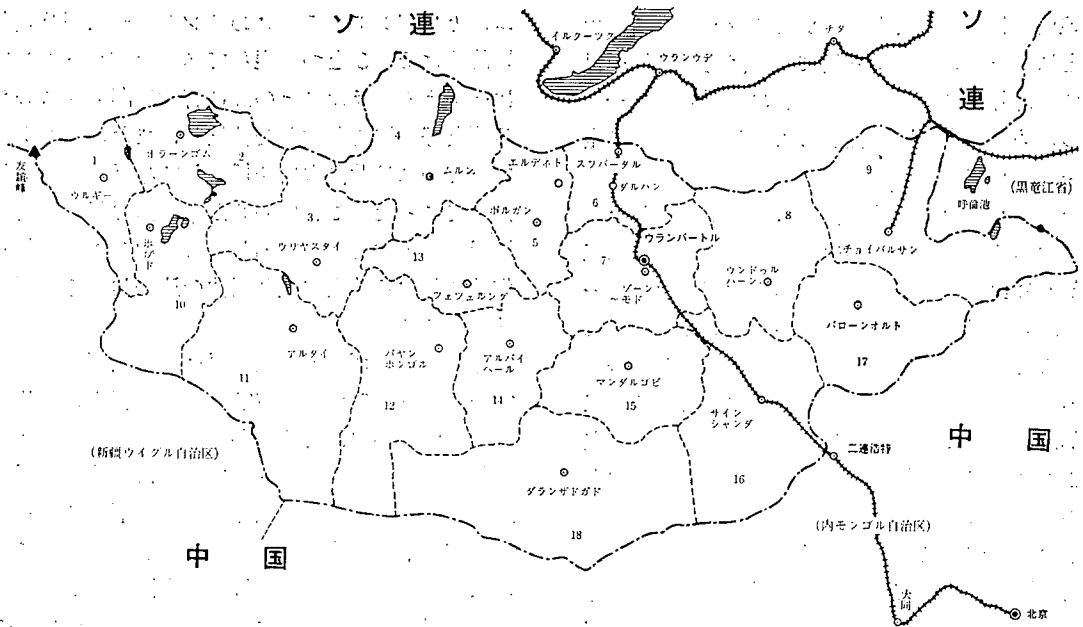 ソ 連
ソ
連
イルクーツク
ウランウデ
チタ
友誼峰
1
ウルギー
オラーンゴム
2
4
ムルン
エルディト
スフバートル
ダルハン
6
9
(黒竜江省)
呼倫池
ホブド
3
ウリヤスタイ
13
ボルガン
5
ウランバートル
7
8
チョイバルサン
10
ツェツェルレグ
ゾーン
ーモド
ウンドゥル
ハーン
バローンオルト
17
アルタイ
11
バヤン
ホンゴル
12
アルバイ
ヘール
14
マンダルゴビ
15
サイン
シャンダ
16
二連浩特
(新疆ウイグル自治区)
ダランザドガド
18
中 国
(内モンゴル自治区)
中 国
大同
北京